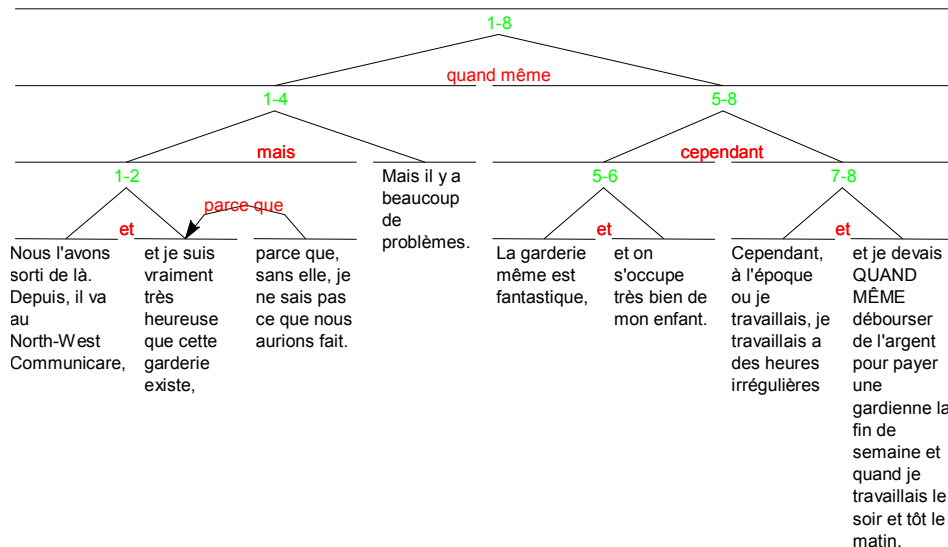 1-8
quand même
1-4
5-8
mais
cependant
1-2
Mais il y a
beaucoup
de
problèmes.
5-6
7-8
parce que
et
et
et
Nous l'avons
sorti de là.
Depuis, il va
au
North-West
Communicare,
et je suis
vraiment
très
heureuse
que cette
garderie
existe,
parce que,
sans elle, je
ne sais pas
ce que nous
aurions fait.
La garderie
même est
fantastique,
et on
s'occupe
très bien de
mon enfant.
Cependant,
à l'époque
ou je
travaillais, je
travaillais a
des heures
irrégulières
et je devais
QUAND
MÊME
débourser
de l'argent
pour payer
une
gardienne la
fin de
semaine et
quand je
travaillais le
soir et tôt le
matin.